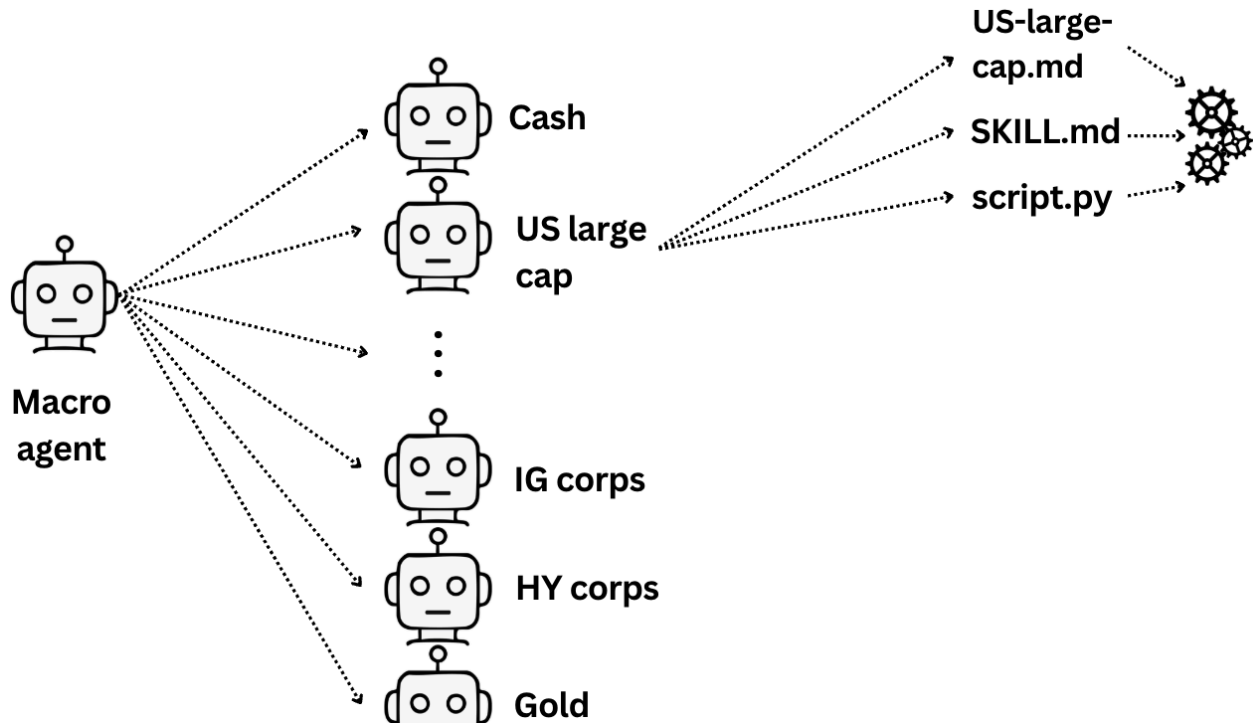 US-large-
cap.md
Cash
SKILL.md
script.py
US large
cap
Macro
agent
IG corps
HY corps
Gold